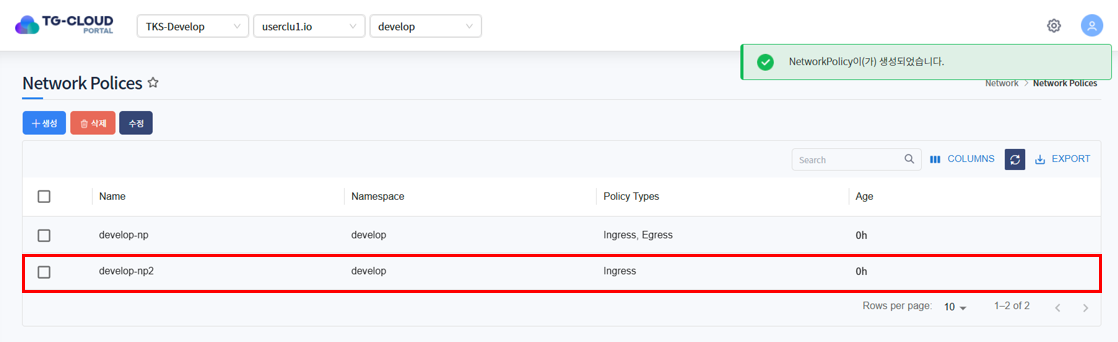 TG-CLOUD
PORTAL
TKS-Develop
userclu1.io
develop
NetworkPolicy이(가) 생성되었습니다.
Network Polices
Network > Network Polices
+ 생성
삭제
수정
Search
COLUMNS
EXPORT
Name Namespace Policy Types Age
develop-np develop Ingress, Egress 0h
develop-np2 develop Ingress 0h
Rows per page: 10 1–2 of 2